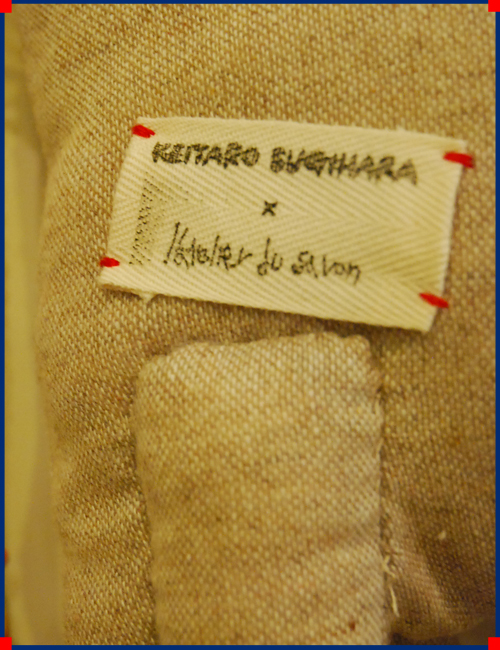 KEITARO SUGIHARA
x
l'atelier du savon